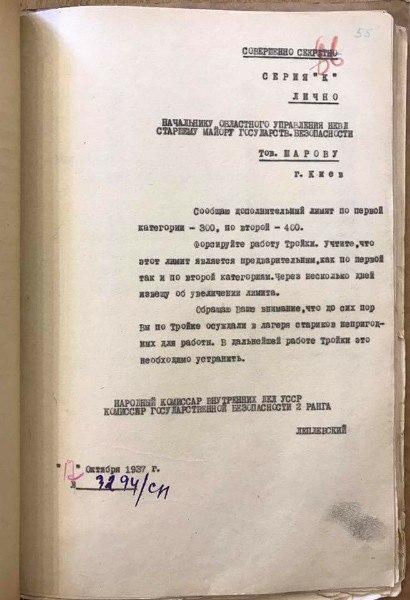 55
66
СОВЕРШЕННО СЕКРЕТНО
СЕРИЯ "К"
ЛИЧНО
НАЧАЛЬНИКУ ОБЛАСТНОГО УПРАВЛЕНИЯ НКВД
СТАРШЕМУ МАЙОРУ ГОСУДАРСТВ.БЕЗОПАСНОСТИ
Тов. ШАРОВУ
г. Киев
Сообщаю дополнительный лимит по первой
категории – 300, по второй – 400.
Форсируйте работу Тройки. Учтите,что
этот лимит является предварительным,как по первой
так и по второй категориям.Через несколько дней
извещу об увеличении лимита.
Обращаю Ваше внимание,что до сих пор
Вы по Тройке осуждали в лагеря стариков непригод-
ных для работы. В дальнейшей работе Тройки это
необходимо устранить.
НАРОДНЫЙ КОМИССАР ВНУТРЕННИХ ДЕЛ УССР
КОМИССАР ГОСУДАРСТВЕННОЙ БЕЗОПАСНОСТИ 2 РАНГА
ЛЕПЛЕВСКИЙ
Октября 1937 г.
№ 3294/сп